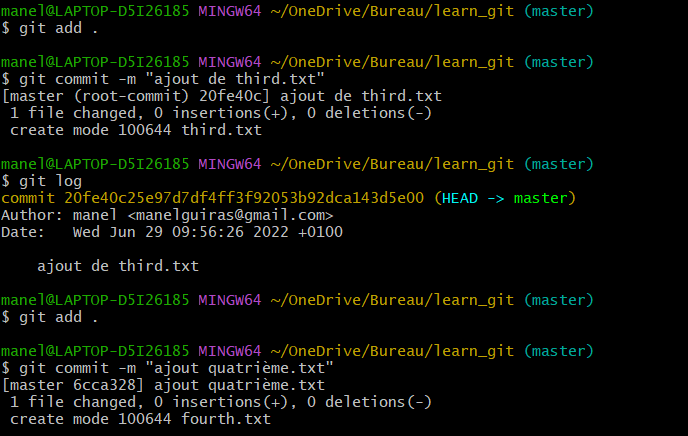 manel@LAPTOP-D5I26185 MINGW64 ~/OneDrive/Bureau/learn_git (master)
$ git add .
manel@LAPTOP-D5I26185 MINGW64 ~/OneDrive/Bureau/learn_git (master)
$ git commit -m "ajout de third.txt"
[master (root-commit) 20fe40c] ajout de third.txt
 1 file changed, 0 insertions(+), 0 deletions(-)
 create mode 100644 third.txt
manel@LAPTOP-D5I26185 MINGW64 ~/OneDrive/Bureau/learn_git (master)
$ git log
commit 20fe40c25e97d7df4ff3f92053b92dca143d5e00 (HEAD -> master)
Author: manel <manelguiras@gmail.com>
Date:   Wed Jun 29 09:56:26 2022 +0100
    ajout de third.txt
manel@LAPTOP-D5I26185 MINGW64 ~/OneDrive/Bureau/learn_git (master)
$ git add .
manel@LAPTOP-D5I26185 MINGW64 ~/OneDrive/Bureau/learn_git (master)
$ git commit -m "ajout quatrième.txt"
[master 6cca328] ajout quatrième.txt
 1 file changed, 0 insertions(+), 0 deletions(-)
 create mode 100644 fourth.txt